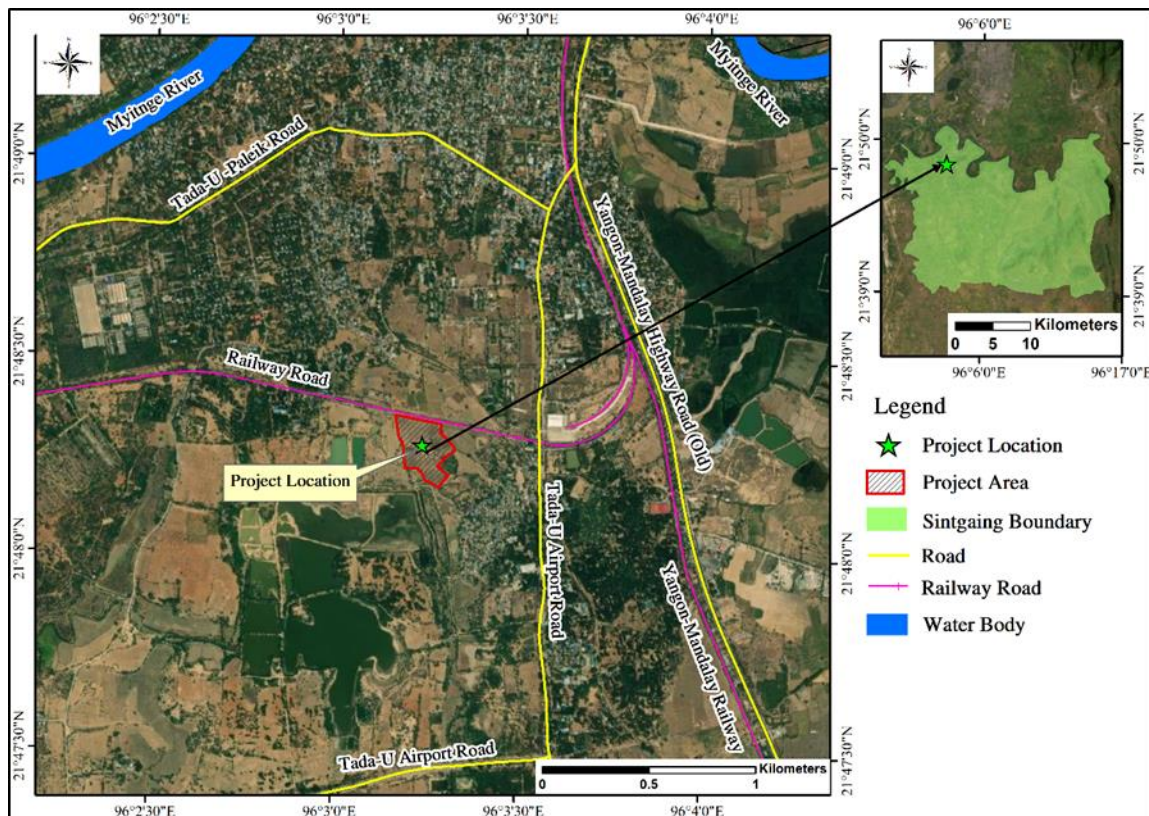 96°2'30"E
96°3'0"E
96°3'30"E
96°4'0"E
96°6'0"E
Myitnge River
Myitnge River
Tada-U -Paleik Road
21°49'0"N
21°49'0"N
21°50'0"N
21°50'0"N
Yangon-Mandalay Highway Road (Old)
21°39'0"N
21°39'0"N
0 5 10 Kilometers
96°6'0"E
96°17'0"E
21°48'30"N
21°48'30"N
Railway Road
Project Location
Tada-U Airport Road
21°48'0"N
21°48'0"N
Yangon-Mandalay Railway
Tada-U Airport Road
21°47'30"N
21°47'30"N
0 0.5 1
Kilometers
96°2'30"E
96°3'0"E
96°3'30"E
96°4'0"E
Legend
Project Location
Project Area
Sintgaing Boundary
Road
Railway Road
Water Body